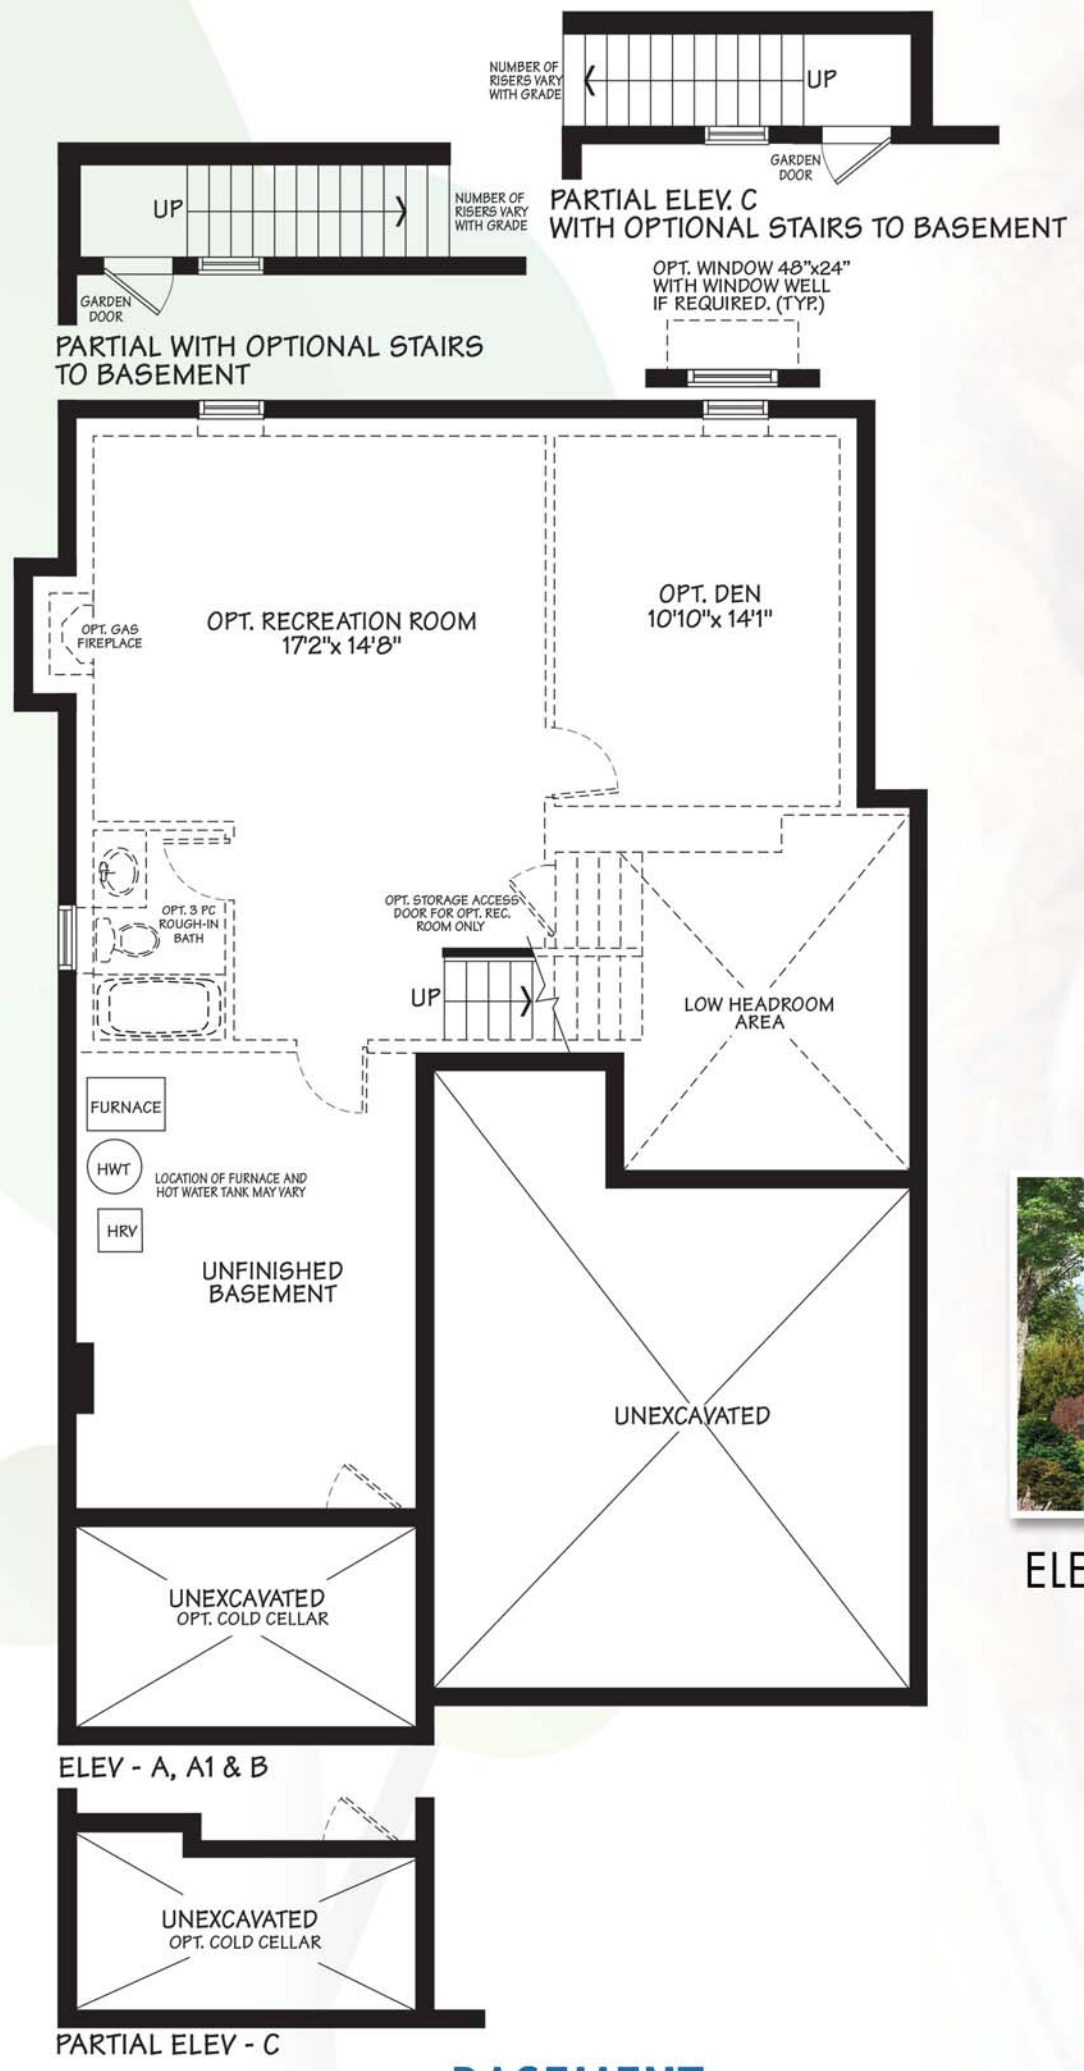 NUMBER OF
RISERS VARY
WITH GRADE
UP
GARDEN
DOOR
PARTIAL ELEV. C
WITH OPTIONAL STAIRS TO BASEMENT
UP
NUMBER OF
RISERS VARY
WITH GRADE
GARDEN
DOOR
PARTIAL WITH OPTIONAL STAIRS
TO BASEMENT
OPT. WINDOW 48"x24"
WITH WINDOW WELL
IF REQUIRED. (TYP.)
OPT. GAS
FIREPLACE
OPT. RECREATION ROOM
17'2"x 14'8"
OPT. DEN
10'10"x 14'1"
OPT. 3 PC
ROUGH-IN
BATH
OPT. STORAGE ACCESS
DOOR FOR OPT. REC.
ROOM ONLY
UP
LOW HEADROOM
AREA
FURNACE
HWT
LOCATION OF FURNACE AND
HOT WATER TANK MAY VARY
HRV
UNFINISHED
BASEMENT
UNEXCAVATED
UNEXCAVATED
OPT. COLD CELLAR
ELE
ELEV - A, A1 & B
UNEXCAVATED
OPT. COLD CELLAR
PARTIAL ELEV - C
BASEMENT